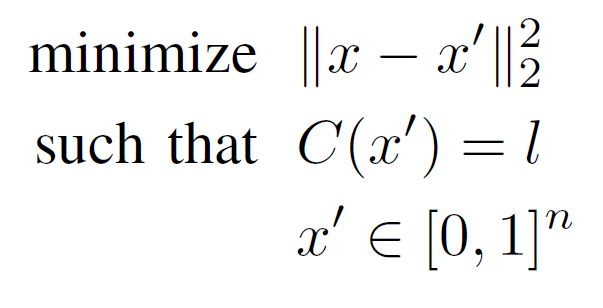 minimize ‖x − x′‖₂²
such that C(x′) = l
x′ ∈ [0, 1]ⁿ